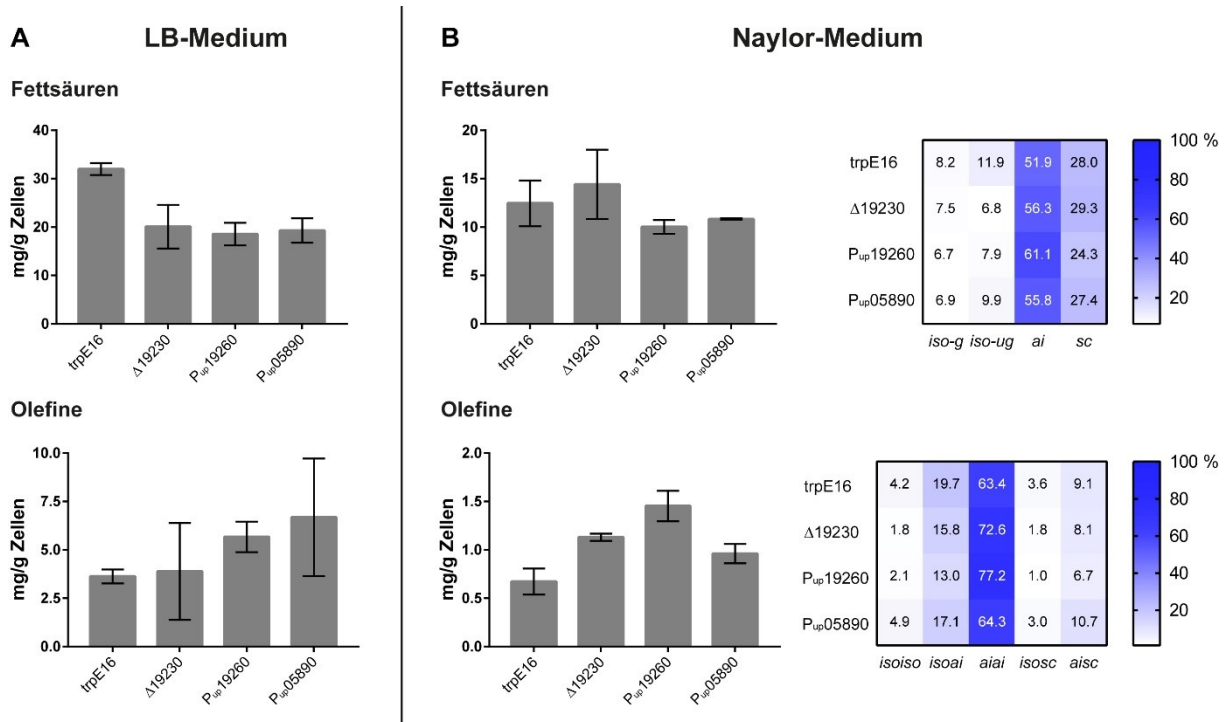 A LB-Medium
Fettsäuren
mg/g Zellen
40
30
20
10
0
trpE16 Δ19230 Pup19260 Pup05890
Olefine
mg/g Zellen
10.0
7.5
5.0
2.5
0.0
trpE16 Δ19230 Pup19260 Pup05890
B Naylor-Medium
Fettsäuren
mg/g Zellen
20
15
10
5
0
trpE16 Δ19230 Pup19260 Pup05890
trpE16 8.2 11.9 51.9 28.0
Δ19230 7.5 6.8 56.3 29.3
Pup19260 6.7 7.9 61.1 24.3
Pup05890 6.9 9.9 55.8 27.4
iso-g iso-ug ai sc
100 %
80
60
40
20
Olefine
mg/g Zellen
2.0
1.5
1.0
0.5
0.0
trpE16 Δ19230 Pup19260 Pup05890
trpE16 4.2 19.7 63.4 3.6 9.1
Δ19230 1.8 15.8 72.6 1.8 8.1
Pup19260 2.1 13.0 77.2 1.0 6.7
Pup05890 4.9 17.1 64.3 3.0 10.7
isoiso isoai aiai isosc aisc
100 %
80
60
40
20